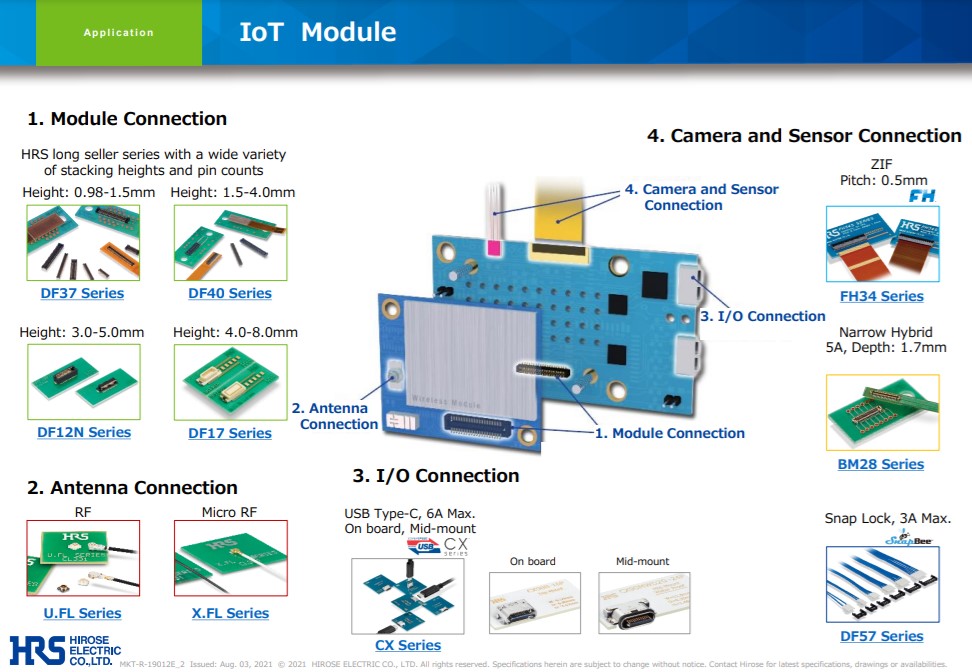 Application
IoT Module
1. Module Connection
HRS long seller series with a wide variety
of stacking heights and pin counts
Height: 0.98-1.5mm
Height: 1.5-4.0mm
DF37 Series
DF40 Series
Height: 3.0-5.0mm
Height: 4.0-8.0mm
DF12N Series
DF17 Series
2. Antenna Connection
RF
Micro RF
HRS
U.FL SERIES
U.FL Series
X.FL Series
4. Camera and Sensor
Connection
3. I/O Connection
Wireless Module
2. Antenna
Connection
1. Module Connection
3. I/O Connection
USB Type-C, 6A Max.
On board, Mid-mount
USB
CX
series
On board
Mid-mount
CX Series
4. Camera and Sensor Connection
ZIF
Pitch: 0.5mm
FH
FH34 Series
Narrow Hybrid
5A, Depth: 1.7mm
BM28 Series
Snap Lock, 3A Max.
SnapBee
DF57 Series
HRS
HIROSE
ELECTRIC
CO.,LTD.
MKT-R-19012E_2 Issued: Aug. 03, 2021 © 2021 HIROSE ELECTRIC CO., LTD. All rights reserved. Specifications herein are subject to change without notice. Contact Hirose for latest specifications, drawings or availabilities.